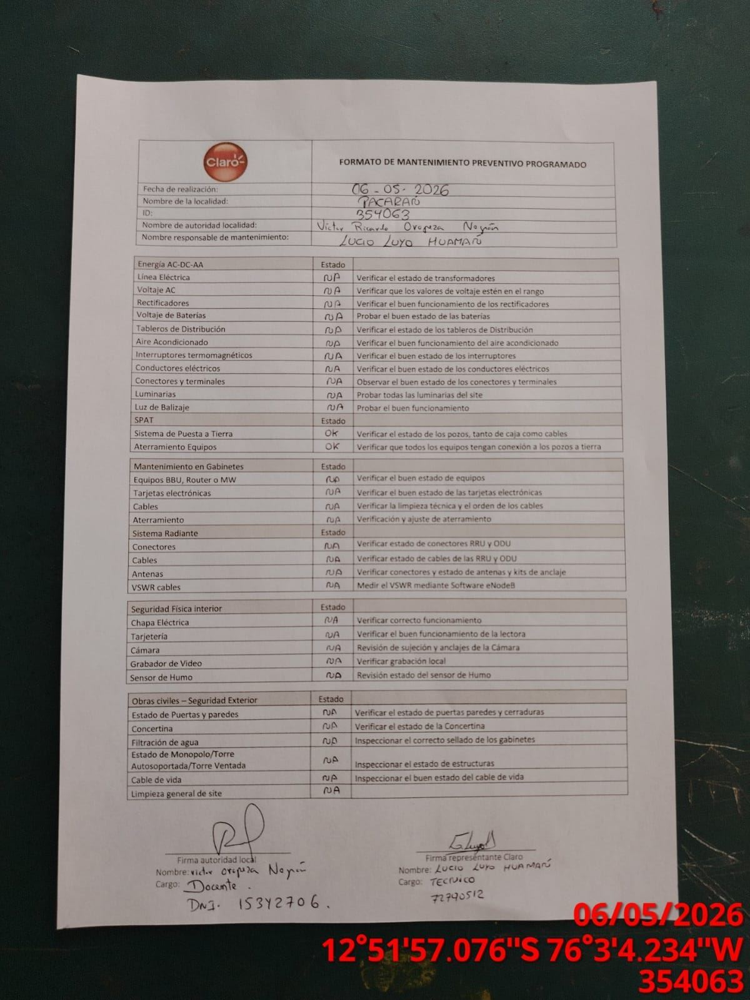 Claro
FORMATO DE MANTENIMIENTO PREVENTIVO PROGRAMADO
Fecha de realización: 06-05-2026
Nombre de la localidad: PACARAÑ
ID: 354063
Nombre de autoridad localidad: Victor Ricardo Oropeza
Nombre responsable de mantenimiento: LUCIO LUYO HUAMAÑ
Energía AC-DC-AA Estado
Línea Eléctrica NA Verificar el estado de transformadores
Voltaje AC NA Verificar que los valores de voltaje estén en el rango
Rectificadores NA Verificar el buen funcionamiento de los rectificadores
Voltaje de Baterías NA Probar el buen estado de las baterías
Tableros de Distribución NA Verificar el estado de los tableros de Distribución
Aire Acondicionado NA Verificar el buen funcionamiento del aire acondicionado
Interruptores termomagnéticos NA Verificar el buen estado de los interruptores
Conductores eléctricos NA Verificar el buen estado de los conductores eléctricos
Conectores y terminales NA Observar el buen estado de los conectores y terminales
Luminarias NA Probar todas las luminarias del site
Luz de Balizaje NA Probar el buen funcionamiento
SPAT Estado
Sistema de Puesta a Tierra OK Verificar el estado de los pozos, tanto de caja como cables
Aterramiento Equipos OK Verificar que todos los equipos tengan conexión a los pozos a tierra
Mantenimiento en Gabinetes Estado
Equipos BBU, Router o MW NA Verificar el buen estado de equipos
Tarjetas electrónicas NA Verificar el buen estado de las tarjetas electrónicas
Cables NA Verificar la limpieza técnica y el orden de los cables
Aterramiento NA Verificación y ajuste de aterramiento
Sistema Radiante Estado
Conectores NA Verificar estado de conectores RRU y ODU
Cables NA Verificar estado de cables de las RRU y ODU
Antenas NA Verificar conectores y estado de antenas y kits de anclaje
VSWR cables NA Medir el VSWR mediante Software eNodeB
Seguridad Física interior Estado
Chapa Eléctrica NA Verificar correcto funcionamiento
Tarjetería NA Verificar el buen funcionamiento de la lectora
Cámara NA Revisión de sujeción y anclajes de la Cámara
Grabador de Video NA Verificar grabación local
Sensor de Humo NA Revisión estado del sensor de Humo
Obras civiles – Seguridad Exterior Estado
Estado de Puertas y paredes NA Verificar el estado de puertas paredes y cerraduras
Concertina NA Verificar el estado de la Concertina
Filtración de agua NA Inspeccionar el correcto sellado de los gabinetes
Estado de Monopolo/Torre
Autosoportada/Torre Ventada NA Inspeccionar el estado de estructuras
Cable de vida NA Inspeccionar el buen estado del cable de vida
Limpieza general de site NA
Firma autoridad local
Nombre: victor oropeza
Cargo: Docente.
DNI. 15342706.
Firma representante Claro
Nombre: LUCIO LUYO HUAMAÑ
Cargo: TECNICO
72790512
06/05/2026
12°51'57.076"S 76°3'4.234"W
354063